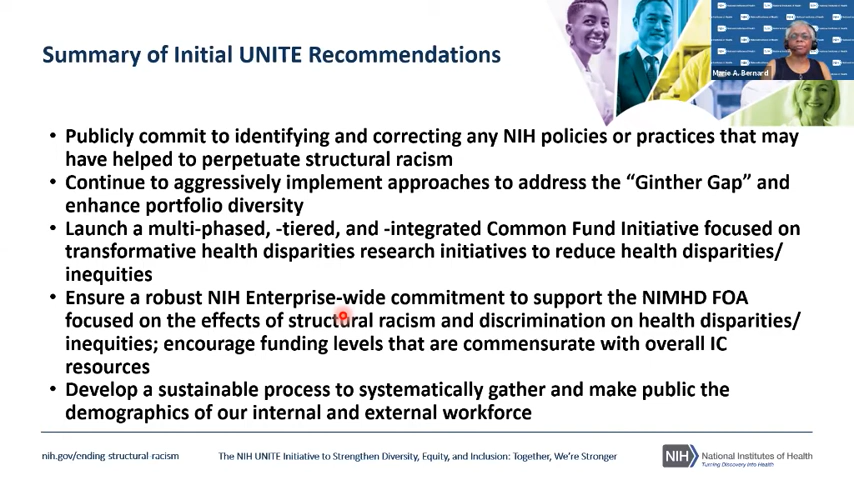 Summary of Initial UNITE Recommendations
Marie A. Bernard
• Publicly commit to identifying and correcting any NIH policies or practices that may
have helped to perpetuate structural racism
• Continue to aggressively implement approaches to address the “Ginther Gap” and
enhance portfolio diversity
• Launch a multi-phased, -tiered, and -integrated Common Fund Initiative focused on
transformative health disparities research initiatives to reduce health disparities/
inequities
• Ensure a robust NIH Enterprise-wide commitment to support the NIMHD FOA
focused on the effects of structural racism and discrimination on health disparities/
inequities; encourage funding levels that are commensurate with overall IC
resources
• Develop a sustainable process to systematically gather and make public the
demographics of our internal and external workforce
nih.gov/ending-structural-racism
The NIH UNITE Initiative to Strengthen Diversity, Equity, and Inclusion: Together, We’re Stronger
NIH National Institutes of Health
Turning Discovery Into Health